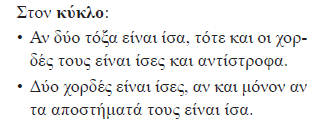 Στον κύκλο:
• Αν δύο τόξα είναι ίσα, τότε και οι χορ-
δές τους είναι ίσες και αντίστροφα.
• Δύο χορδές είναι ίσες, αν και μόνον αν
τα αποστήματά τους είναι ίσα.